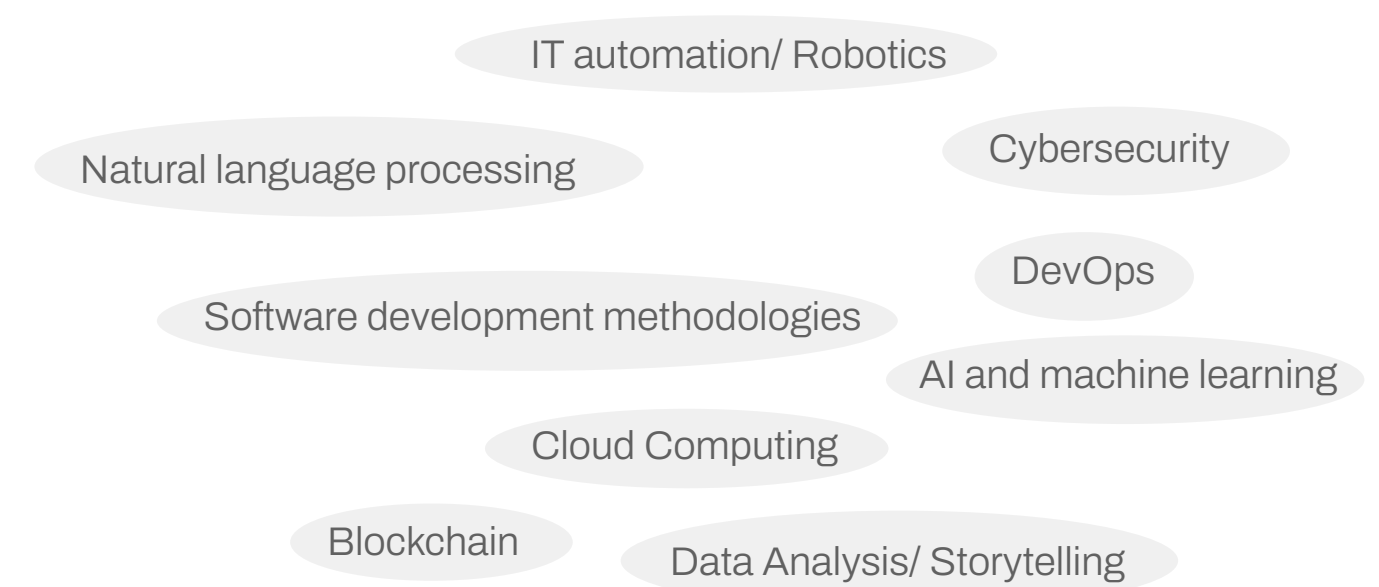 IT automation/ Robotics
Cybersecurity
Natural language processing
DevOps
Software development methodologies
AI and machine learning
Cloud Computing
Blockchain
Data Analysis/ Storytelling